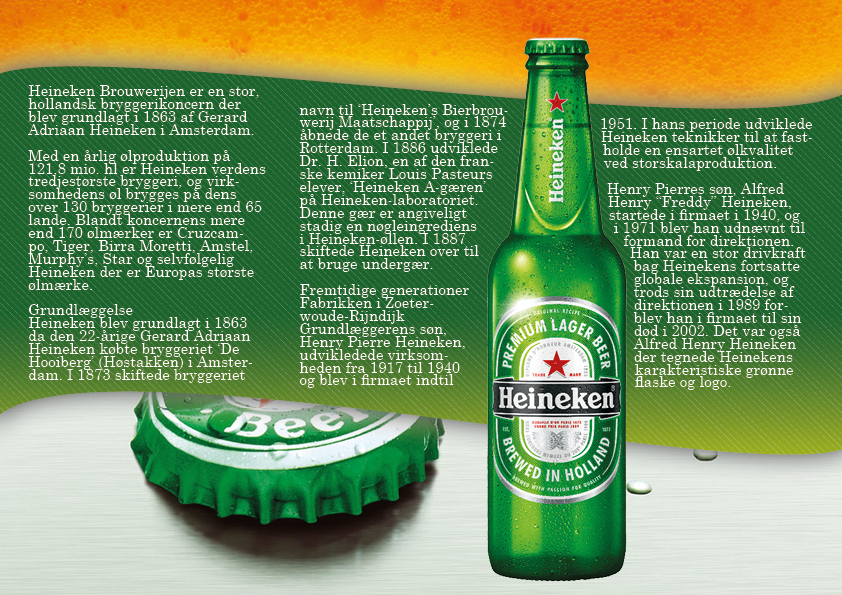 Heineken Brouwerijen er en stor,
hollandsk bryggerikoncern der
blev grundlagt i 1863 af Gerard
Adriaan Heineken i Amsterdam.
Med en årlig ølproduktion på
121,8 mio. hl er Heineken verdens
tredjestørste bryggeri, og virk-
somhedens øl brygges på dens
over 130 bryggerier i mere end 65
lande. Blandt koncernens mere
end 170 ølmærker er Cruzcam-
po, Tiger, Birra Moretti, Amstel,
Murphy's, Star og selvfølgelig
Heineken der er Europas største
ølmærke.
Grundlæggelse
Heineken blev grundlagt i 1863
da den 22-årige Gerard Adriaan
Heineken købte bryggeriet 'De
Hooiberg' (Høstakken) i Amster-
dam. I 1873 skiftede bryggeriet
navn til 'Heineken's Bierbrou-
werij Maatschappij', og i 1874
åbnede de et andet bryggeri i
Rotterdam. I 1886 udviklede
Dr. H. Elion, en af den fran-
ske kemiker Louis Pasteurs
elever, 'Heineken A-gæren'
på Heineken-laboratoriet.
Denne gær er angiveligt
stadig en nøgleingrediens
i Heineken-øllen. I 1887
skiftede Heineken over til
at bruge undergær.
Fremtidige generationer
Fabrikken i Zoeter-
woude-Rijndijk
Grundlæggerens søn,
Henry Pierre Heineken,
udvikledede virksom-
heden fra 1917 til 1940
og blev i firmaet indtil
1951. I hans periode udviklede
Heineken teknikker til at fast-
holde en ensartet ølkvalitet
ved storskalaproduktion.
Henry Pierres søn, Alfred
Henry "Freddy" Heineken,
startede i firmaet i 1940, og
i 1971 blev han udnævnt til
formand for direktionen.
Han var en stor drivkraft
bag Heinekens fortsatte
globale ekspansion, og
trods sin udtrædelse af
direktionen i 1989 for-
blev han i firmaet til sin
død i 2002. Det var også
Alfred Henry Heineken
der tegnede Heinekens
karakteristiske grønne
flaske og logo.
Heineken
ORIGINAL RECIPE
PREMIUM LAGER BEER
TRADE MARK
Heineken®
EST. 1873
BREWED IN HOLLAND
BREWED WITH PASSION FOR QUALITY
Beer